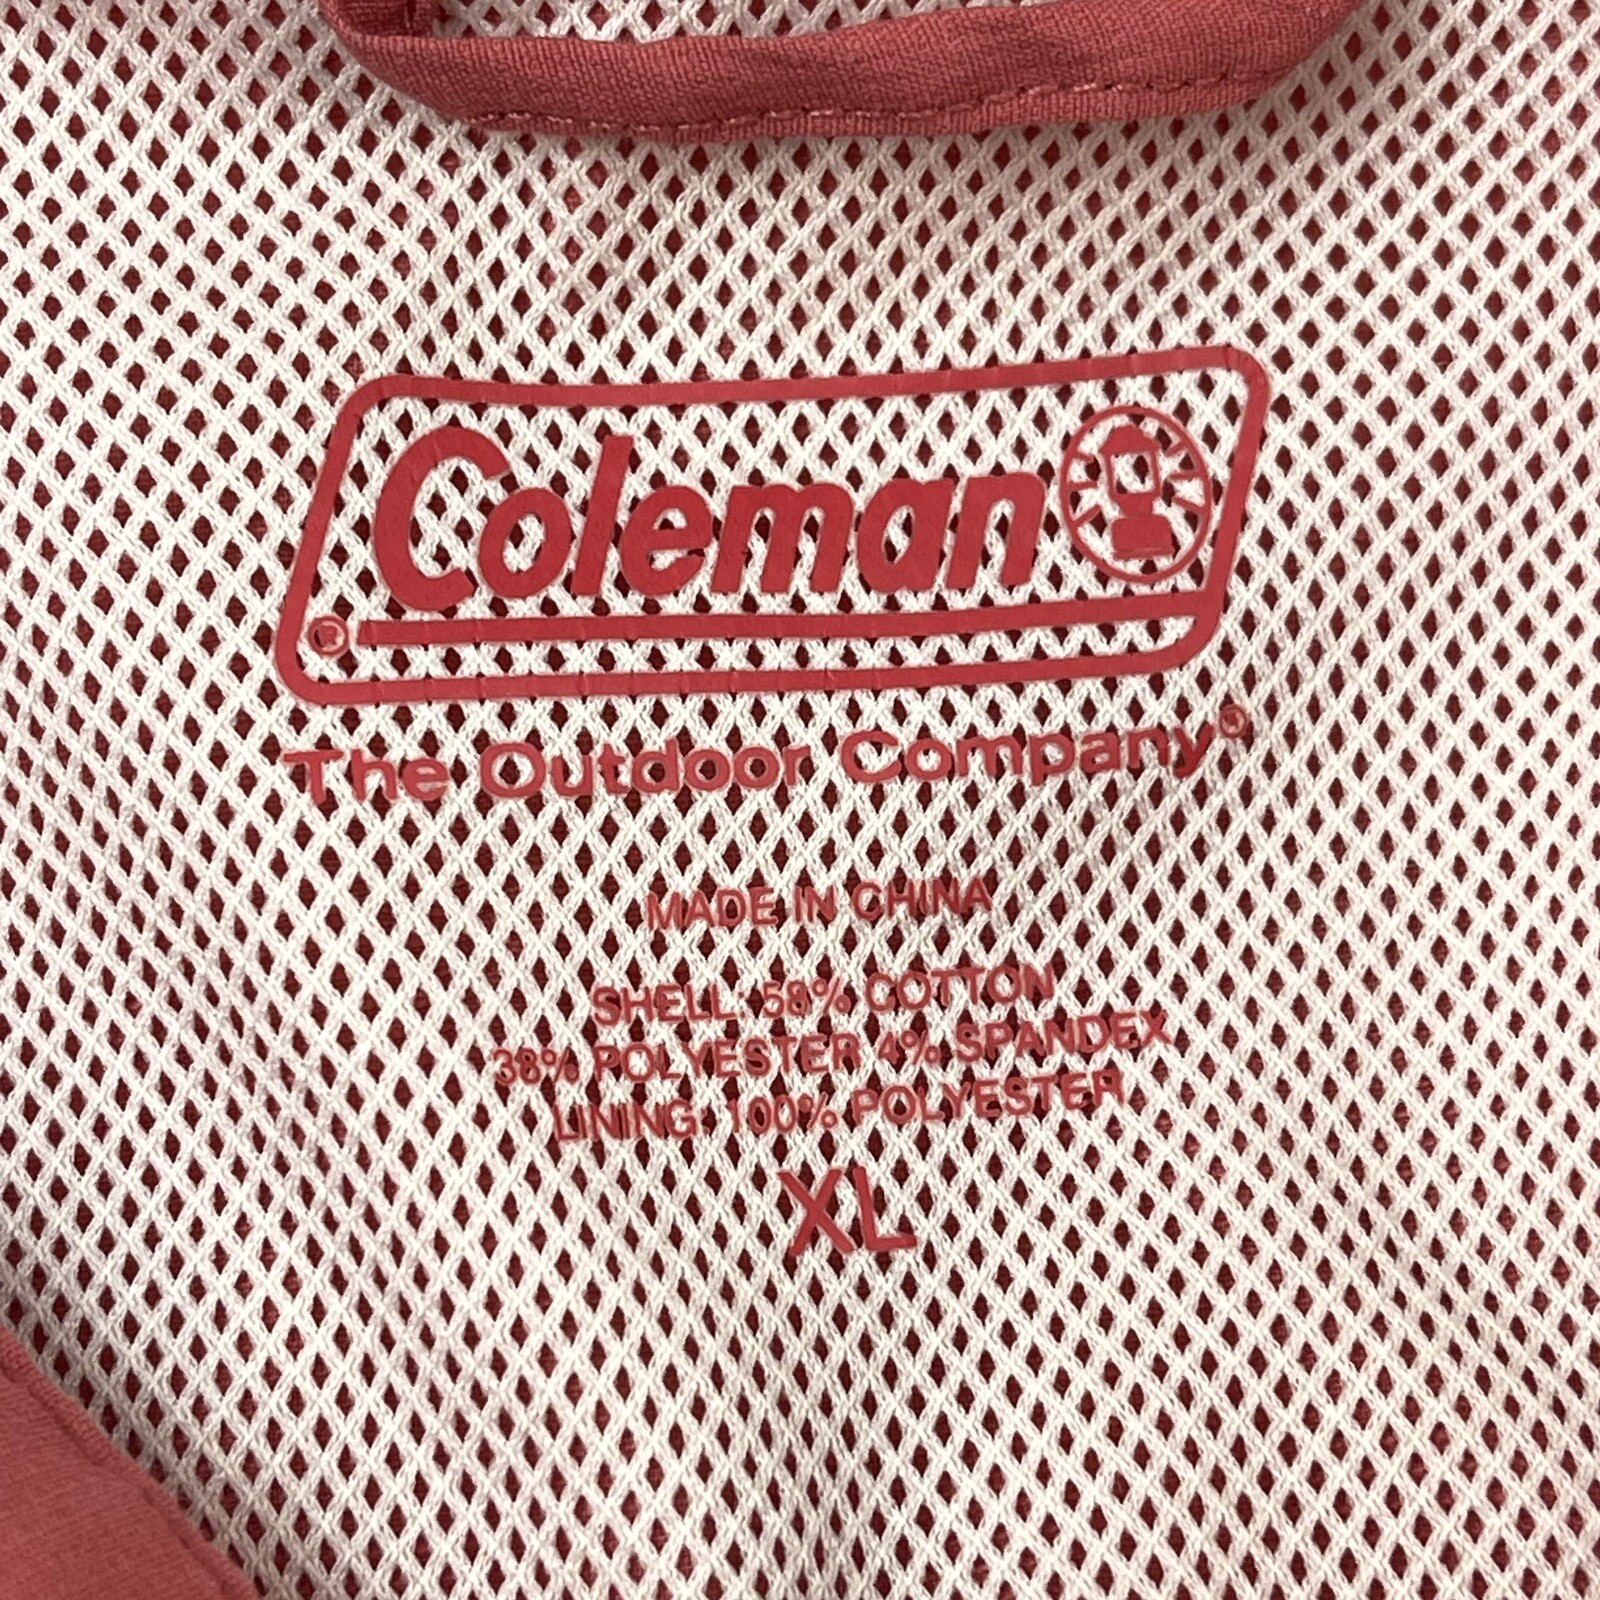 Coleman
®
The Outdoor Company®
MADE IN CHINA
SHELL: 58% COTTON
38% POLYESTER 4% SPANDEX
LINING: 100% POLYESTER
XL